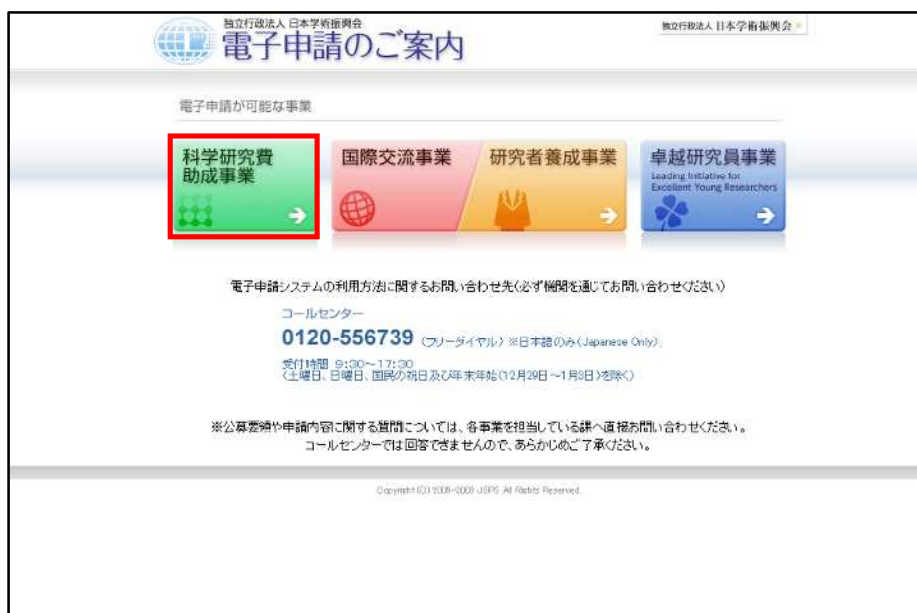 独立行政法人 日本学術振興会
電子申請のご案内
独立行政法人 日本学術振興会
電子申請が可能な事業
科学研究費
助成事業
国際交流事業
研究者養成事業
卓越研究員事業
Leading Initiative for
Excellent Young Researchers
電子申請システムの利用方法に関するお問い合わせ先(必ず機関を通じてお問い合わせください)
コールセンター
0120-556739 (フリーダイヤル) ※日本語のみ(Japanese Only)
受付時間 9:30～17:30
(土曜日、日曜日、国民の祝日及び年末年始(12月29日～1月3日)を除く)
※公募要領や申請内容に関する質問については、各事業を担当している課へ直接お問い合わせください。
コールセンターでは回答できませんので、あらかじめご了承ください。
Copyright (C) 2005-2008 JSPS All Rights Reserved.